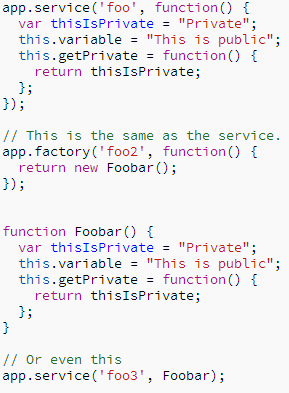 app.service('foo', function() {
  var thisIsPrivate = "Private";
  this.variable = "This is public";
  this.getPrivate = function() {
    return thisIsPrivate;
  };
});

// This is the same as the service.
app.factory('foo2', function() {
  return new Foobar();
});


function Foobar() {
  var thisIsPrivate = "Private";
  this.variable = "This is public";
  this.getPrivate = function() {
    return thisIsPrivate;
  };
}

// Or even this
app.service('foo3', Foobar);